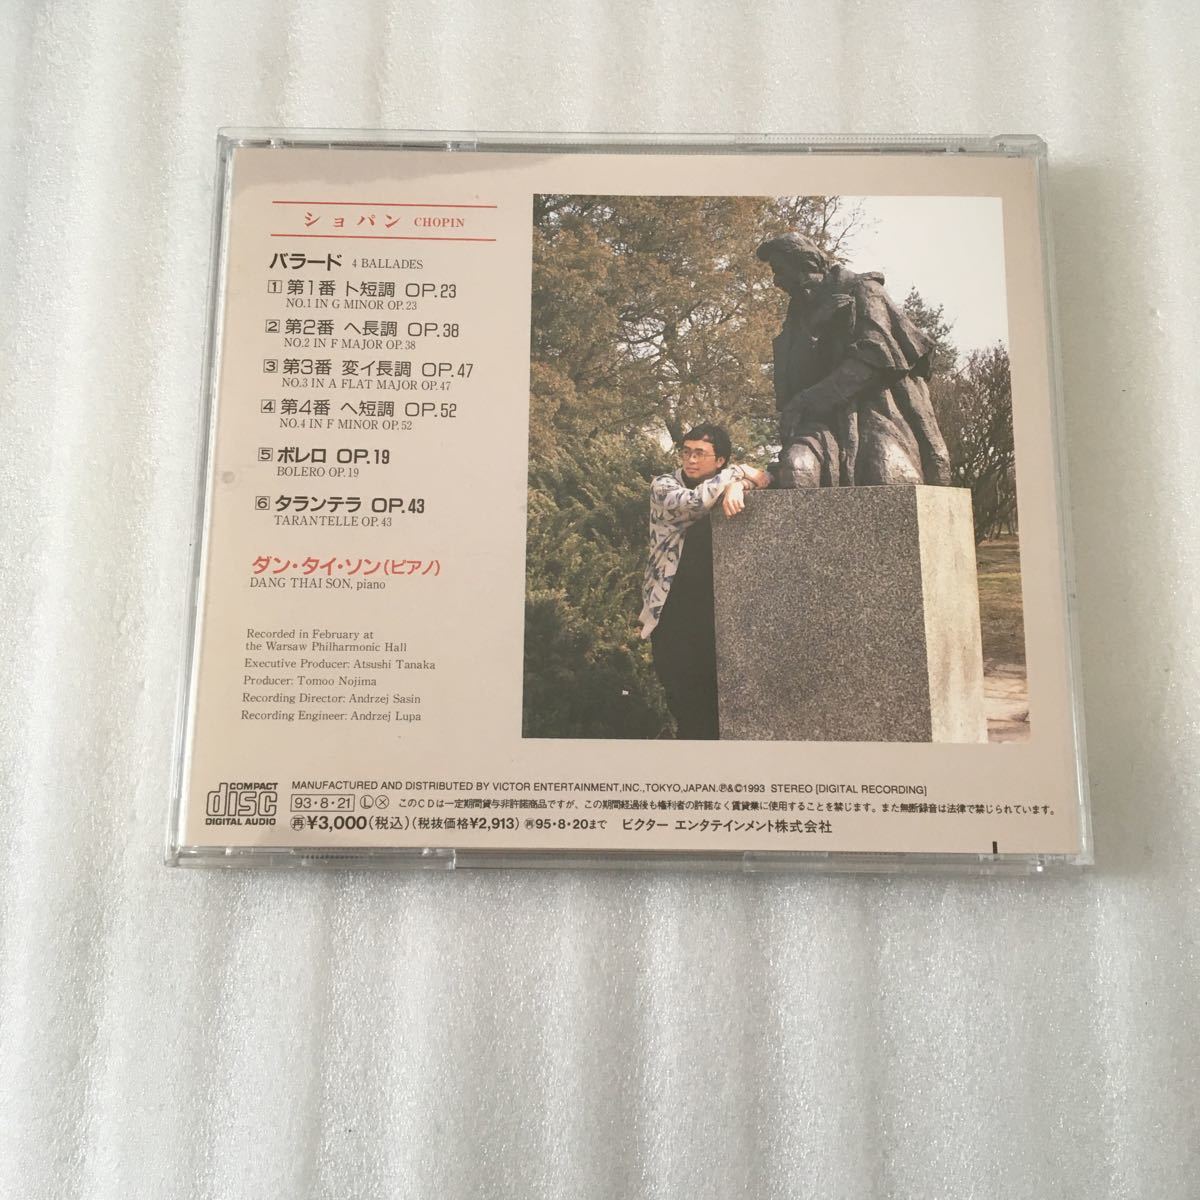 ショパン CHOPIN
バラード 4 BALLADES
1 第1番 ト短調 OP.23
NO.1 IN G MINOR OP.23
2 第2番 ヘ長調 OP.38
NO.2 IN F MAJOR OP.38
3 第3番 変イ長調 OP.47
NO.3 IN A FLAT MAJOR OP.47
4 第4番 ヘ短調 OP.52
NO.4 IN F MINOR OP.52
5 ボレロ OP.19
BOLERO OP.19
6 タランテラ OP.43
TARANTELLE OP.43
ダン・タイ・ソン(ピアノ)
DANG THAI SON, piano
Recorded in February at
the Warsaw Philharmonic Hall
Executive Producer: Atsushi Tanaka
Producer: Tomoo Nojima
Recording Director: Andrzej Sasin
Recording Engineer: Andrzej Lupa
COMPACT
disc
DIGITAL AUDIO
MANUFACTURED AND DISTRIBUTED BY VICTOR ENTERTAINMENT, INC., TOKYO, JAPAN. ℗&©1993 STEREO [DIGITAL RECORDING]
93・8・21 Ⓛ ⓧ このCDは一定期間貸与非許諾商品ですが、この期間経過後も権利者の許諾なく賃貸業に使用することを禁じます。また無断録音は法律で禁じられています。
㊢¥3,000(税込)(税抜価格¥2,913) ㊢95・8・20まで ビクター エンタテインメント株式会社